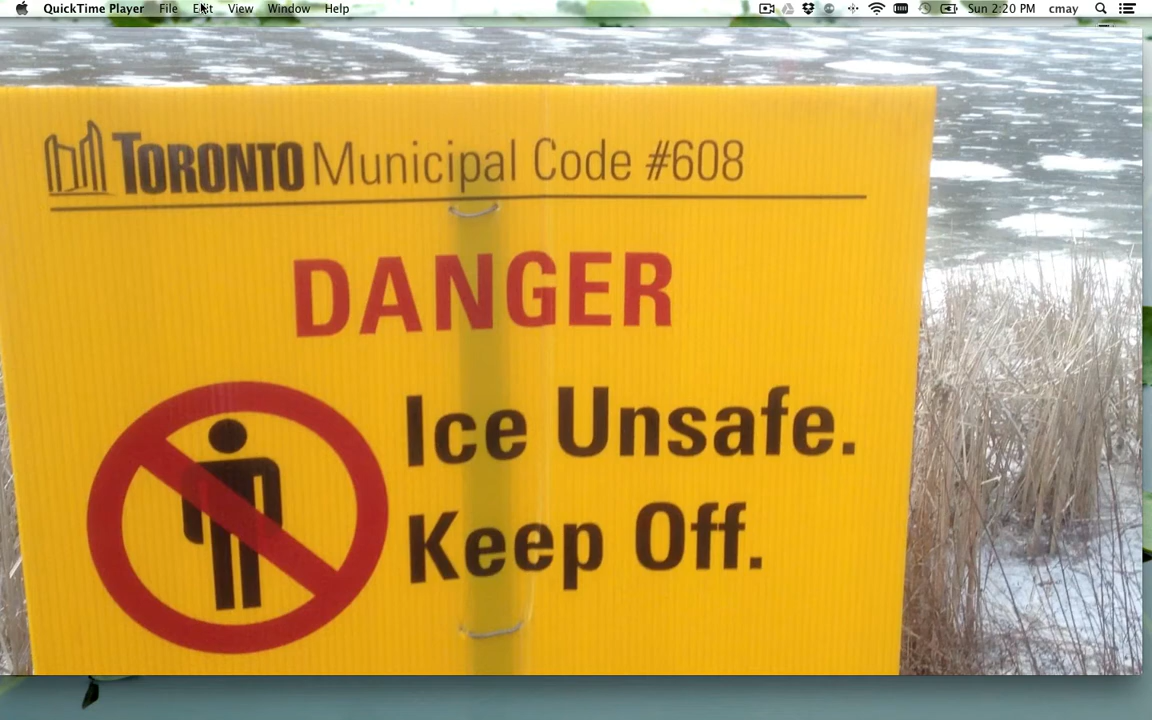 QuickTime Player File Edit View Window Help Sun 2:20 PM cmay
TORONTO Municipal Code #608
DANGER
Ice Unsafe.
Keep Off.